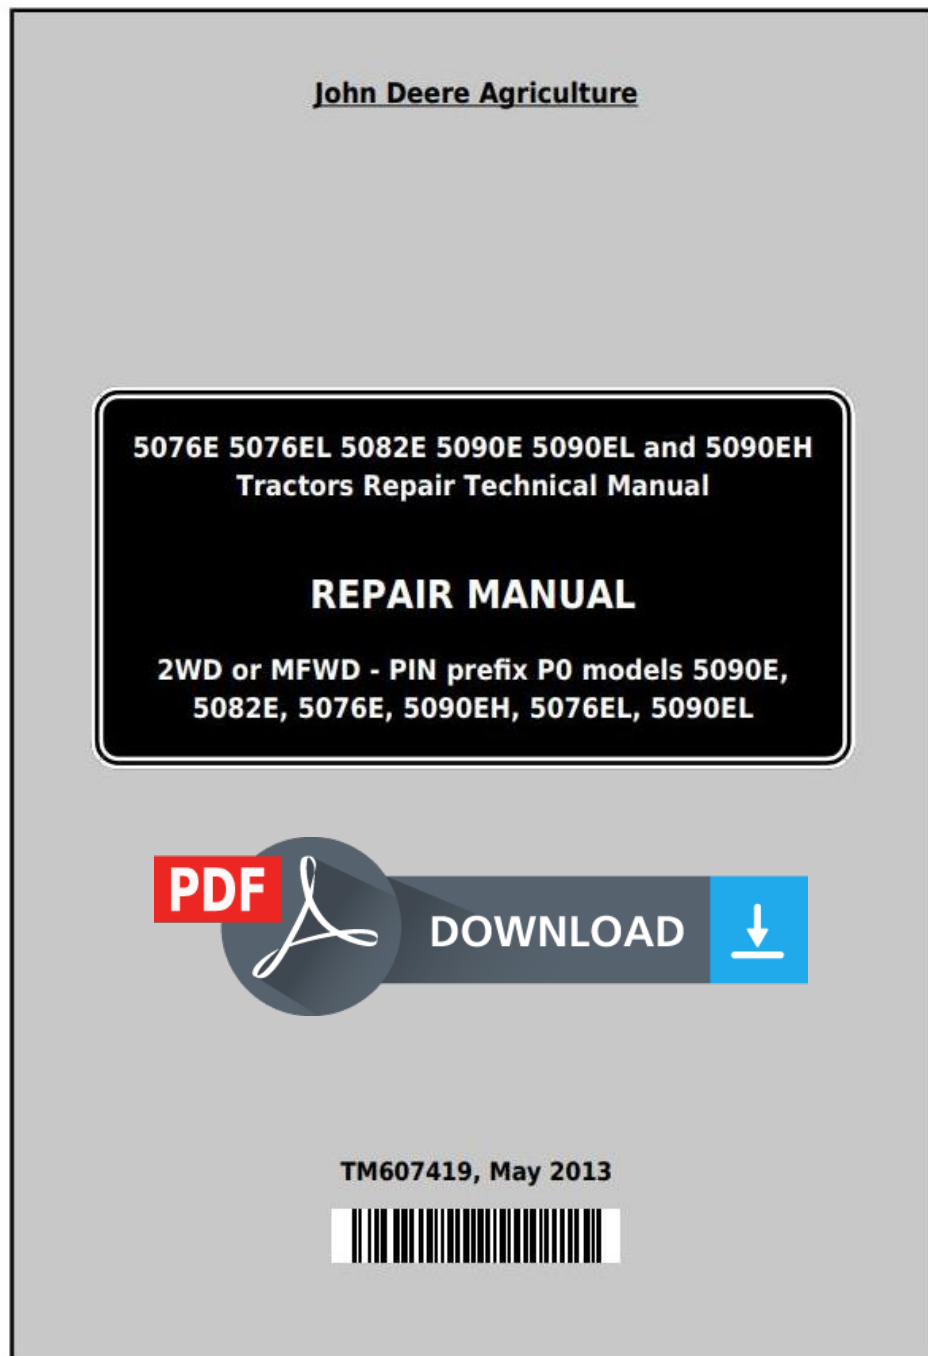 John Deere Agriculture
5076E 5076EL 5082E 5090E 5090EL and 5090EH
Tractors Repair Technical Manual
REPAIR MANUAL
2WD or MFWD - PIN prefix P0 models 5090E,
5082E, 5076E, 5090EH, 5076EL, 5090EL
PDF
DOWNLOAD
TM607419, May 2013